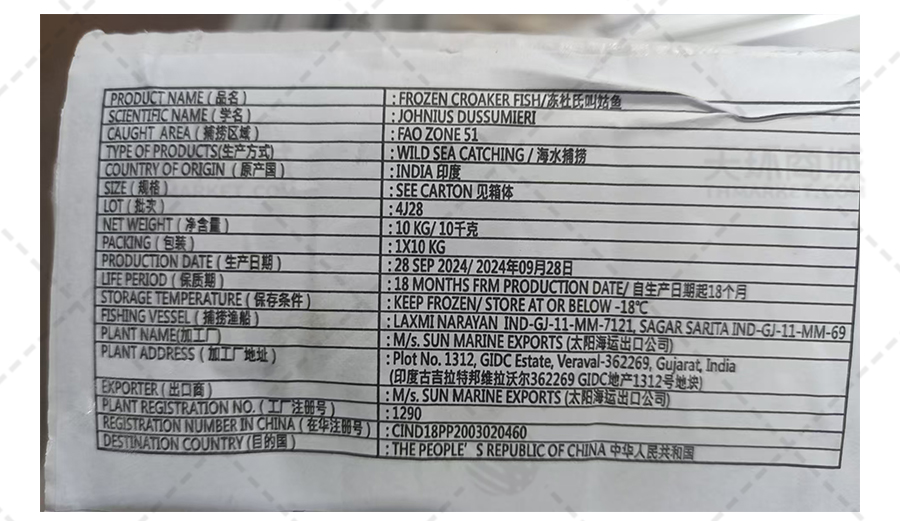 PRODUCT NAME ( 品名 ) : FROZEN CROAKER FISH/冻杜氏叫姑鱼
SCIENTIFIC NAME ( 学名 ) : JOHNIUS DUSSUMIERI
CAUGHT AREA ( 捕捞区域 ) : FAO ZONE 51
TYPE OF PRODUCTS(生产方式) : WILD SEA CATCHING / 海水捕捞
COUNTRY OF ORIGIN ( 原产国 ) : INDIA 印度
SIZE ( 规格 ) : SEE CARTON 见箱体
LOT ( 批次 ) : 4J28
NET WEIGHT ( 净含量 ) : 10 KG/ 10千克
PACKING ( 包装 ) : 1X10 KG
PRODUCTION DATE ( 生产日期 ) : 28 SEP 2024/ 2024年09月28日
LIFE PERIOD ( 保质期 ) : 18 MONTHS FRM PRODUCTION DATE/ 自生产日期起18个月
STORAGE TEMPERATURE ( 保存条件 ) : KEEP FROZEN/ STORE AT OR BELOW -18℃
FISHING VESSEL ( 捕捞渔船 ) : LAXMI NARAYAN IND-GJ-11-MM-7121, SAGAR SARITA IND-GJ-11-MM-69
PLANT NAME(加工厂) : M/s. SUN MARINE EXPORTS (太阳海运出口公司)
PLANT ADDRESS ( 加工厂地址 ) : Plot No. 1312, GIDC Estate, Veraval-362269, Gujarat, India
(印度古吉拉特邦维拉沃尔362269 GIDC地产1312号地块)
EXPORTER ( 出口商 ) : M/s. SUN MARINE EXPORTS (太阳海运出口公司)
PLANT REGISTRATION NO. ( 工厂注册号 ) : 1290
REGISTRATION NUMBER IN CHINA ( 在华注册号 ) : CIND18PP2003020460
DESTINATION COUNTRY (目的国 ) : THE PEOPLE'S REPUBLIC OF CHINA 中华人民共和国